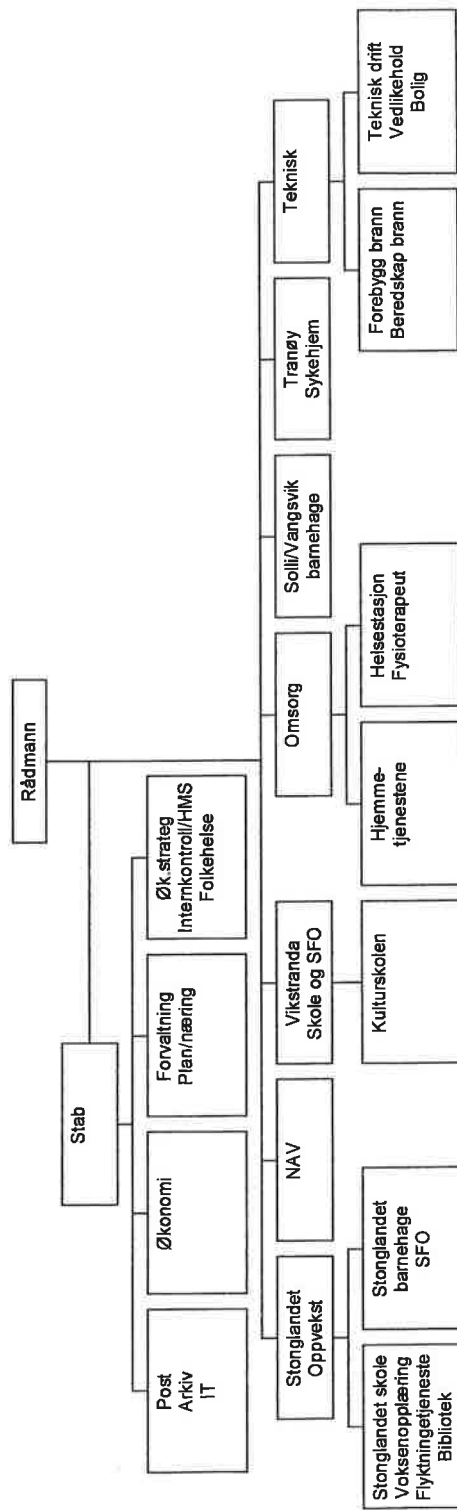 Rådmann
Stab
Post
Arkiv
IT
Økonomi
Forvaltning
Plan/næring
Øk.strateg
Internkontroll/HMS
Folkehelse
Stonglandet
Oppvekst
NAV
Vikstranda
Skole og SFO
Omsorg
Solli/Vangsvik
barnehage
Tranøy
Sykehjem
Teknisk
Stonglandet skole
Voksenopplæring
Flyktningetjeneste
Bibliotek
Stonglandet
barnehage
SFO
Kulturskolen
Hjemme-
tjenestene
Helsestasjon
Fysioterapeut
Forebygg brann
Beredskap brann
Teknisk drift
Vedlikehold
Bolig